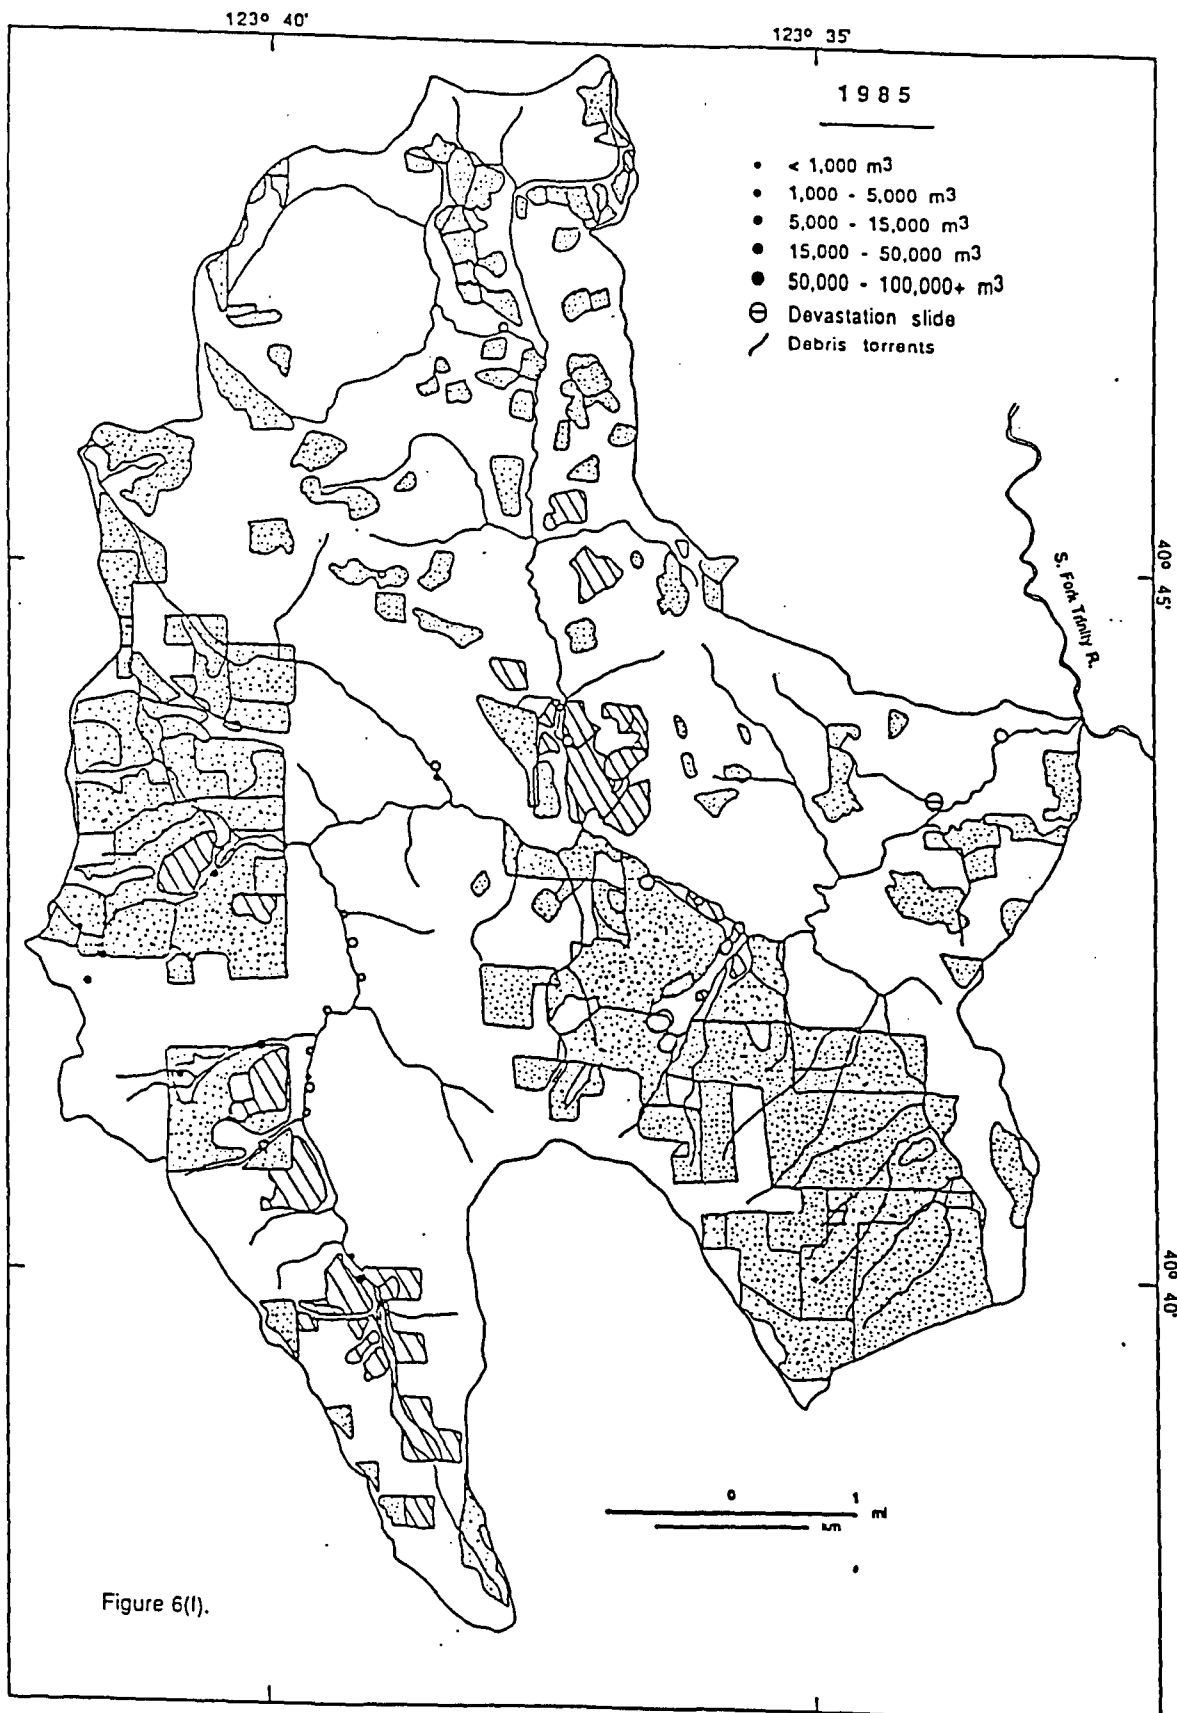 123° 40'
123° 35'
1985
< 1,000 m3
1,000 - 5,000 m3
5,000 - 15,000 m3
15,000 - 50,000 m3
50,000 - 100,000+ m3
Devastation slide
Debris torrents
40° 45'
S. Fork Trinity R.
40° 40'
0 1 mi
km
Figure 6(l).